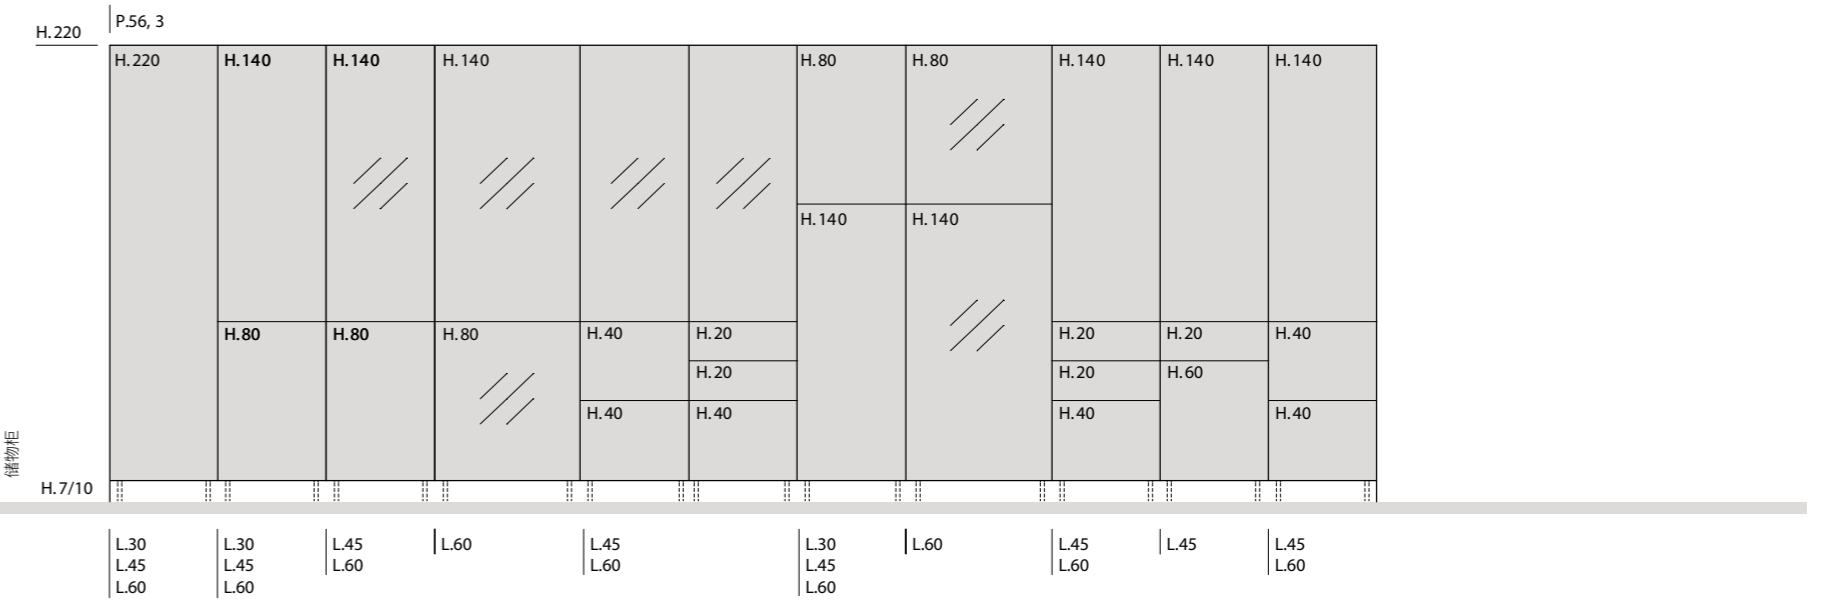 P.56, 3
H.220
H.220 H.140 H.140 H.140 H.80 H.80 H.140 H.140 H.140
H.140 H.140
H.80 H.80 H.80 H.40 H.20 H.20 H.20 H.40
H.20 H.20 H.60
H.40 H.40 H.40 H.40
储物柜
H.7/10
L.30 L.30 L.45 L.60 L.45 L.30 L.60 L.45 L.45 L.45
L.45 L.45 L.60 L.60 L.45 L.60 L.60
L.60 L.60 L.60